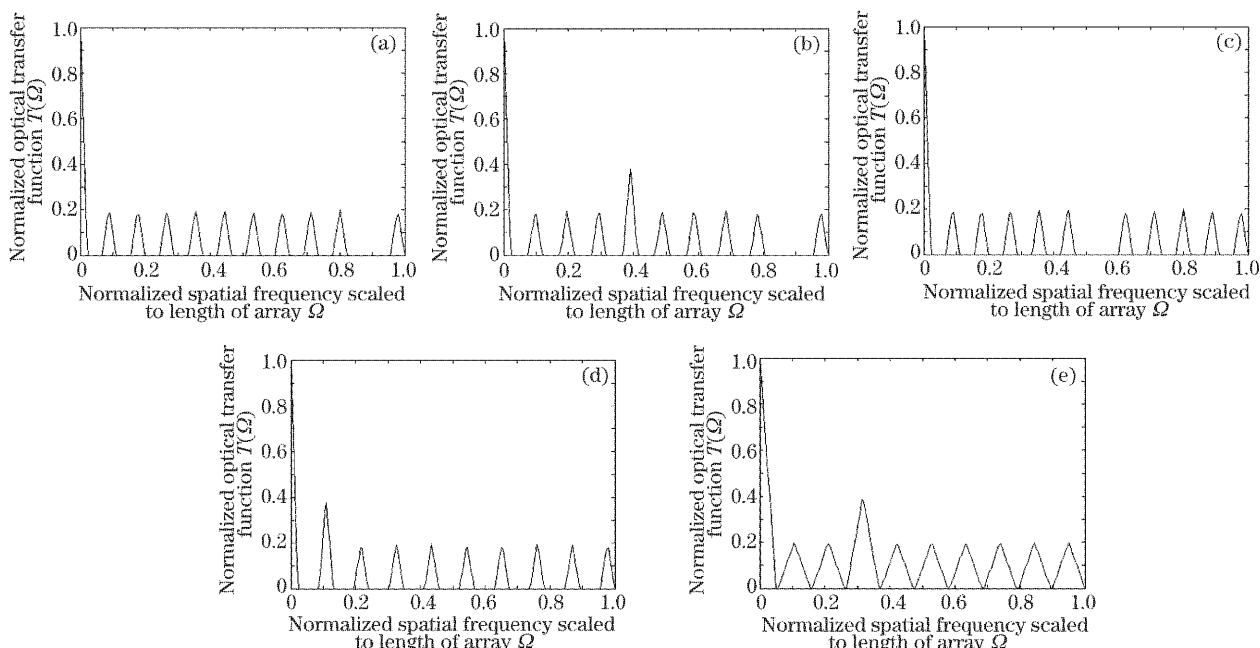 Normalized optical transfer
function T(Ω)
1.0
0.8
0.6
0.4
0.2
0
(a)
0 0.2 0.4 0.6 0.8 1.0
Normalized spatial frequency scaled
to length of array Ω
Normalized optical transfer
function T(Ω)
1.0
0.8
0.6
0.4
0.2
0
(b)
0 0.2 0.4 0.6 0.8 1.0
Normalized spatial frequency scaled
to length of array Ω
Normalized optical transfer
function T(Ω)
1.0
0.8
0.6
0.4
0.2
0
(c)
0 0.2 0.4 0.6 0.8 1.0
Normalized spatial frequency scaled
to length of array Ω
Normalized optical transfer
function T(Ω)
1.0
0.8
0.6
0.4
0.2
0
(d)
0 0.2 0.4 0.6 0.8 1.0
Normalized spatial frequency scaled
to length of array Ω
Normalized optical transfer
function T(Ω)
1.0
0.8
0.6
0.4
0.2
0
(e)
0 0.2 0.4 0.6 0.8 1.0
Normalized spatial frequency scaled
to length of array Ω